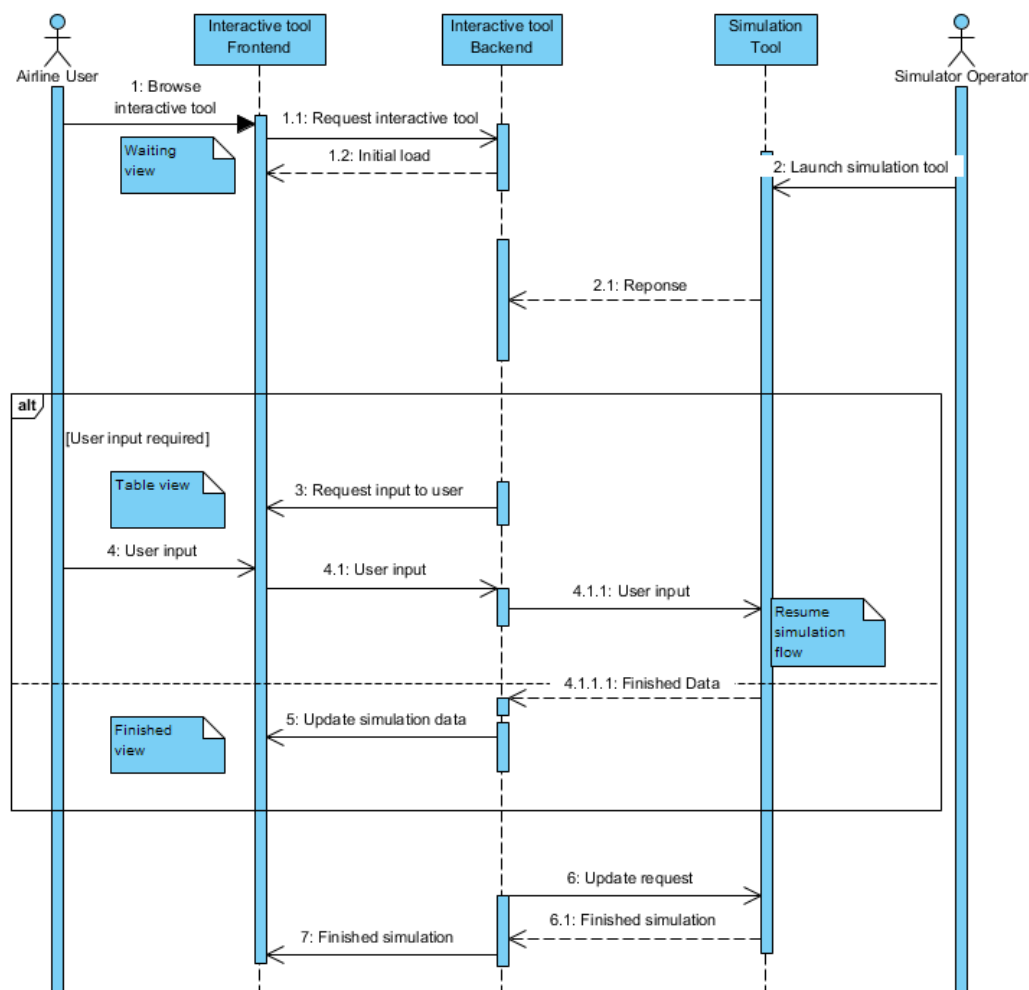 Interactive tool
Frontend
Interactive tool
Backend
Simulation
Tool
Airline User
Simulator Operator
1: Browse
interactive tool
1.1: Request interactive tool
Waiting
view
1.2: Initial load
2: Launch simulation tool
2.1: Reponse
alt
[User input required]
Table view
3: Request input to user
4: User input
4.1: User input
4.1.1: User input
Resume
simulation
flow
4.1.1.1: Finished Data
5: Update simulation data
Finished
view
6: Update request
6.1: Finished simulation
7: Finished simulation